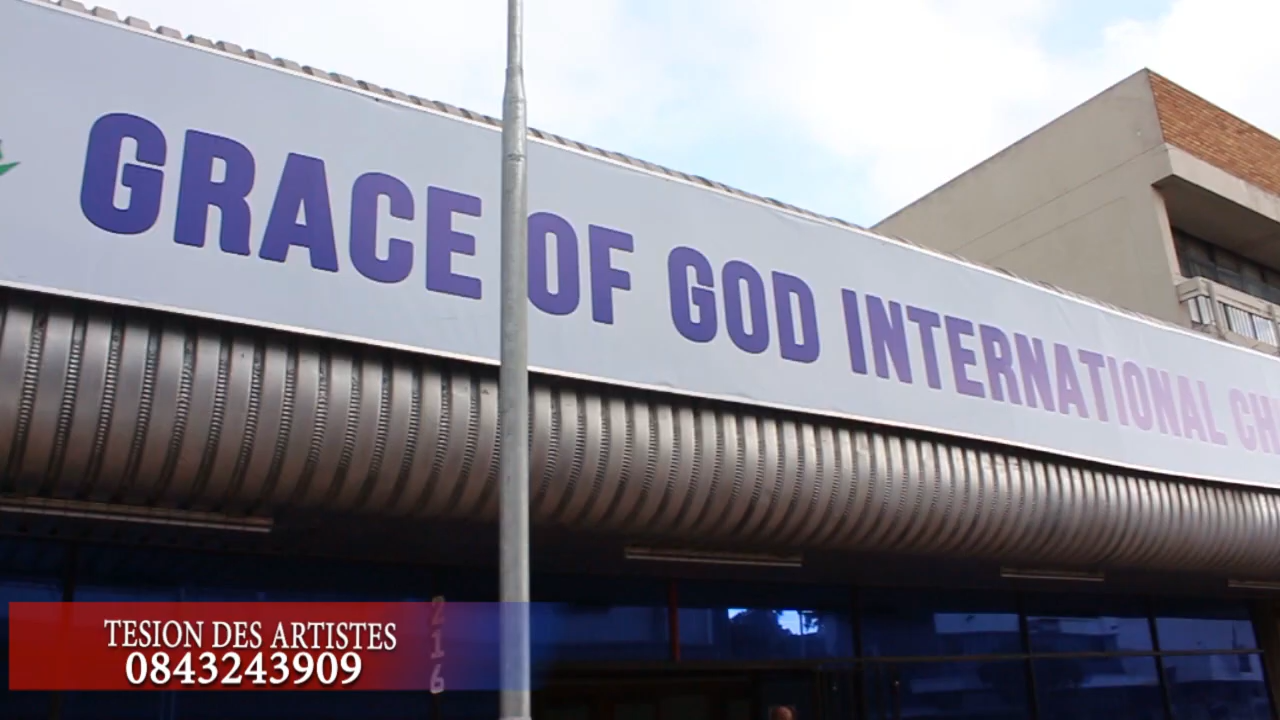 GRACE OF GOD INTERNATIONAL
TESION DES ARTISTES
0843243909
216